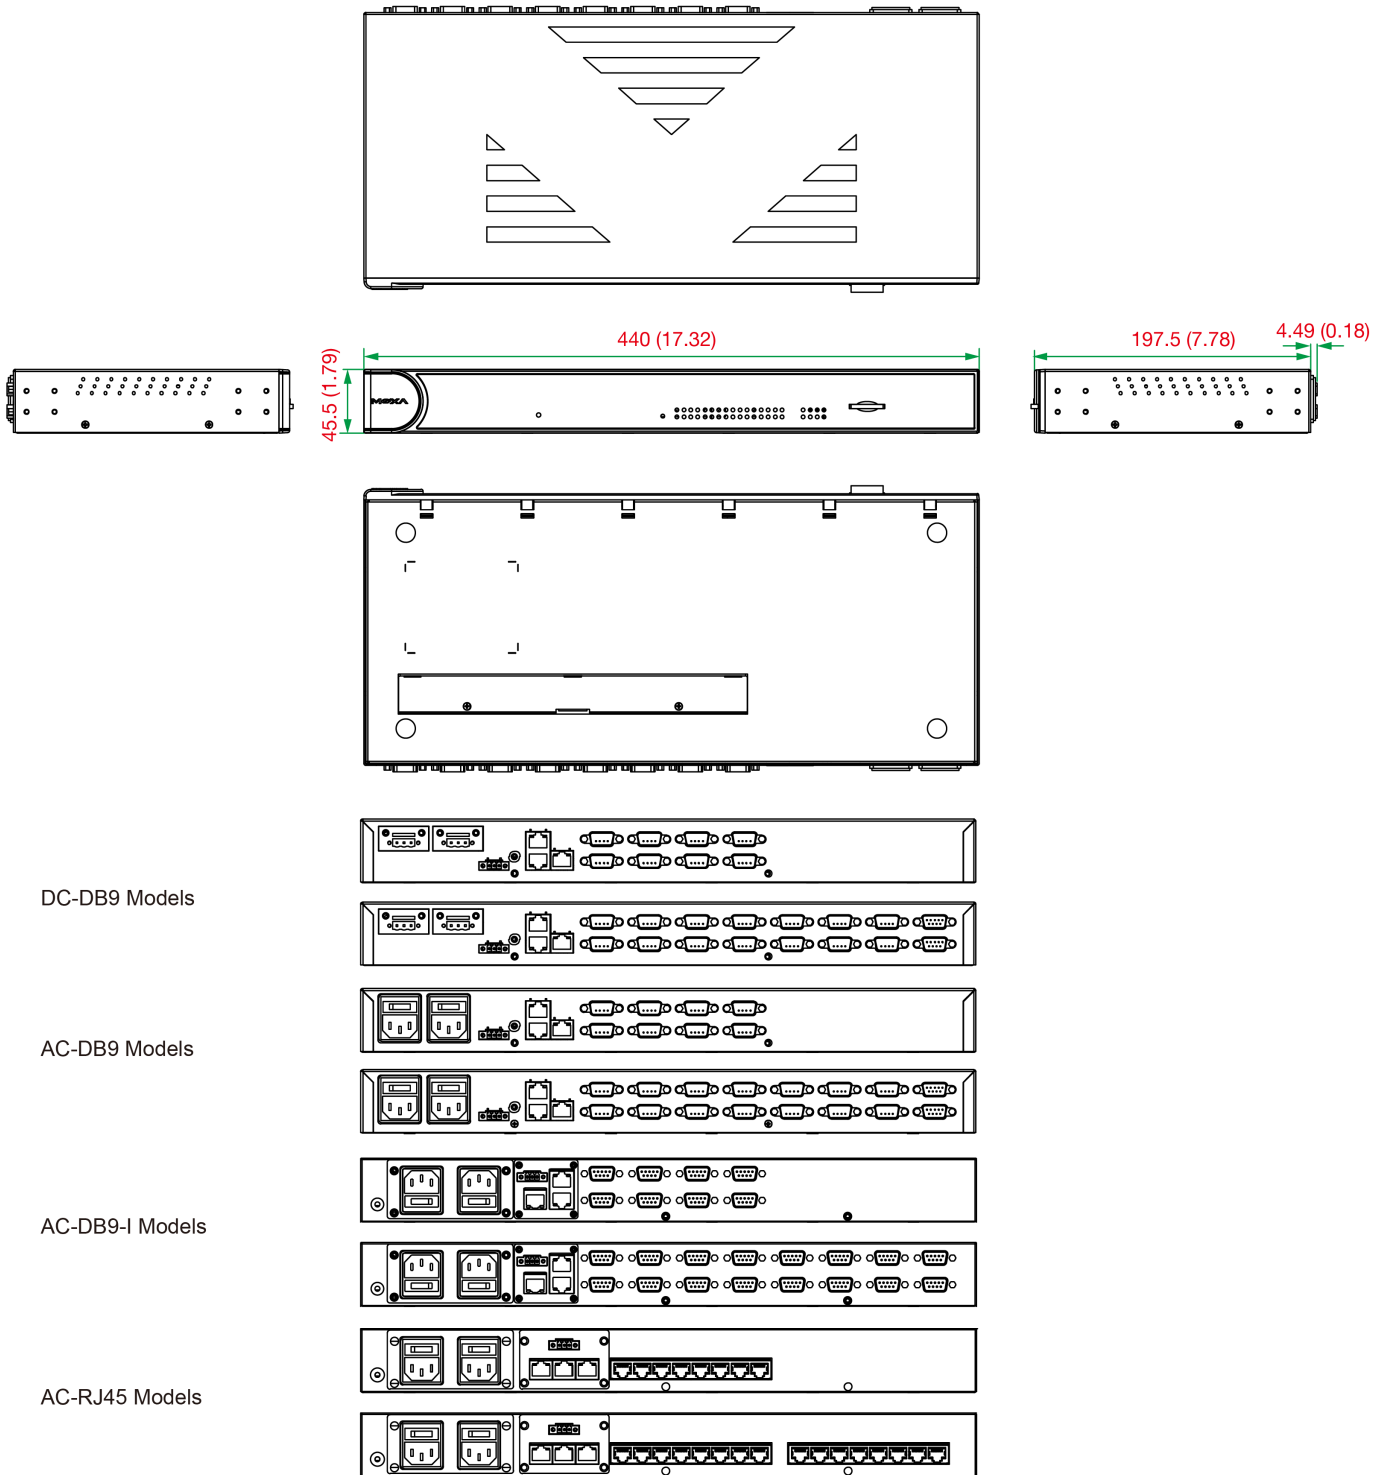 440 (17.32)
197.5 (7.78)
4.49 (0.18)
45.5 (1.79)
MOXA
DC-DB9 Models
AC-DB9 Models
AC-DB9-I Models
AC-RJ45 Models